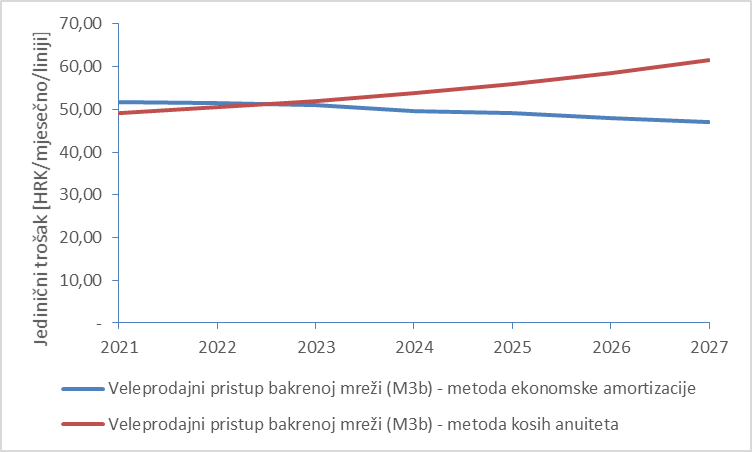 70,00
60,00
50,00
40,00
30,00
20,00
10,00
-
Jedinični trošak [HRK/mjesečno/liniji]
2021 2022 2023 2024 2025 2026 2027
Veleprodajni pristup bakrenoj mreži (M3b) - metoda ekonomske amortizacije
Veleprodajni pristup bakrenoj mreži (M3b) - metoda kosih anuiteta